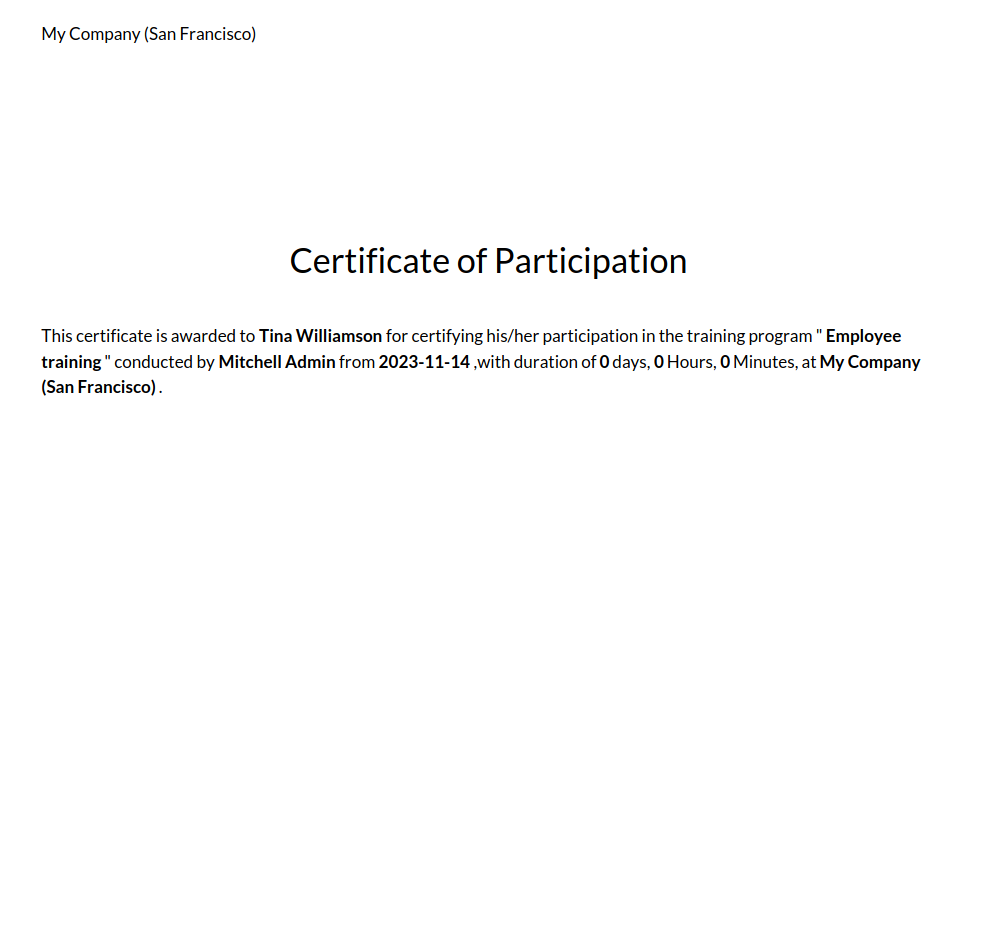 My Company (San Francisco)
Certificate of Participation
This certificate is awarded to Tina Williamson for certifying his/her participation in the training program " Employee
training " conducted by Mitchell Admin from 2023-11-14 ,with duration of 0 days, 0 Hours, 0 Minutes, at My Company
(San Francisco) .